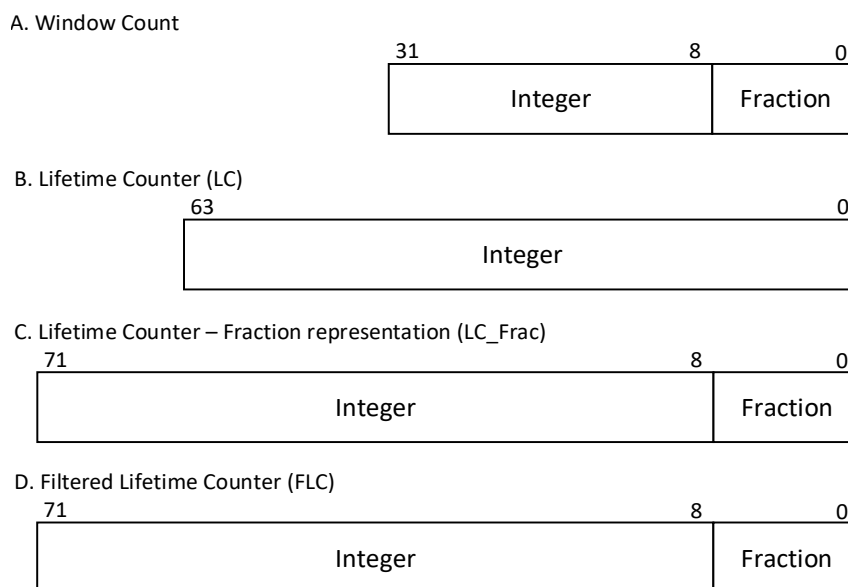 A. Window Count
31 8 0
Integer Fraction
B. Lifetime Counter (LC)
63 0
Integer
C. Lifetime Counter – Fraction representation (LC_Frac)
71 8 0
Integer Fraction
D. Filtered Lifetime Counter (FLC)
71 8 0
Integer Fraction